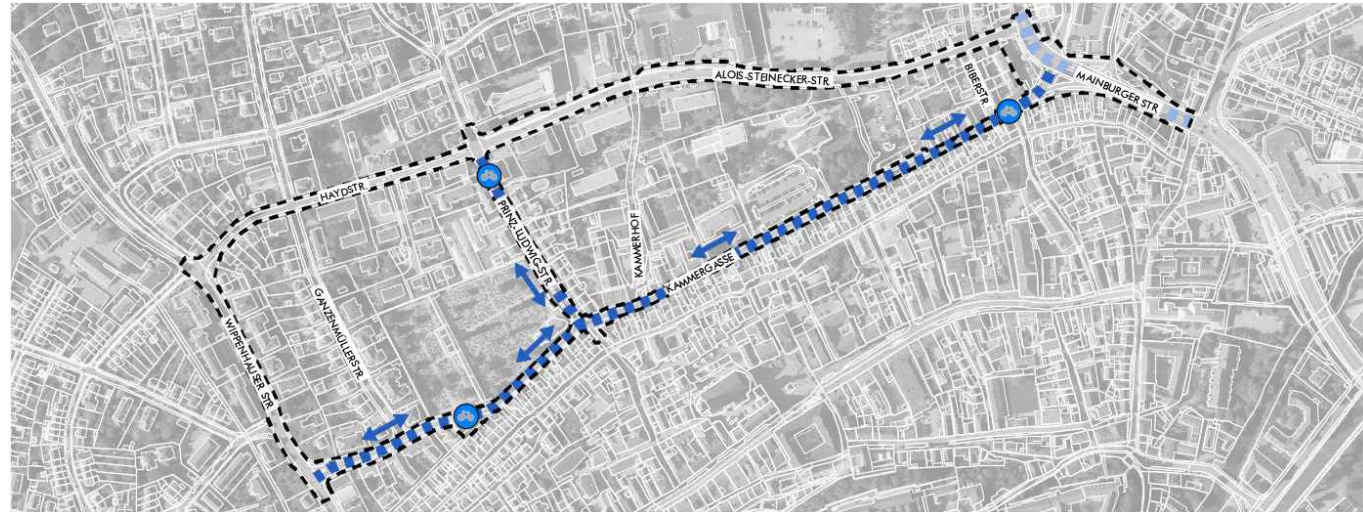 ALOIS-STEINECKER-STR.
BIBERSTR.
MAINBURGER STR.
HAYDSTR.
PRINZ-LUDWIG-STR.
KAMMERHOF
KAMMERGASSE
GANZENMÜLLERSTR.
WIPPENHAUSER STR.